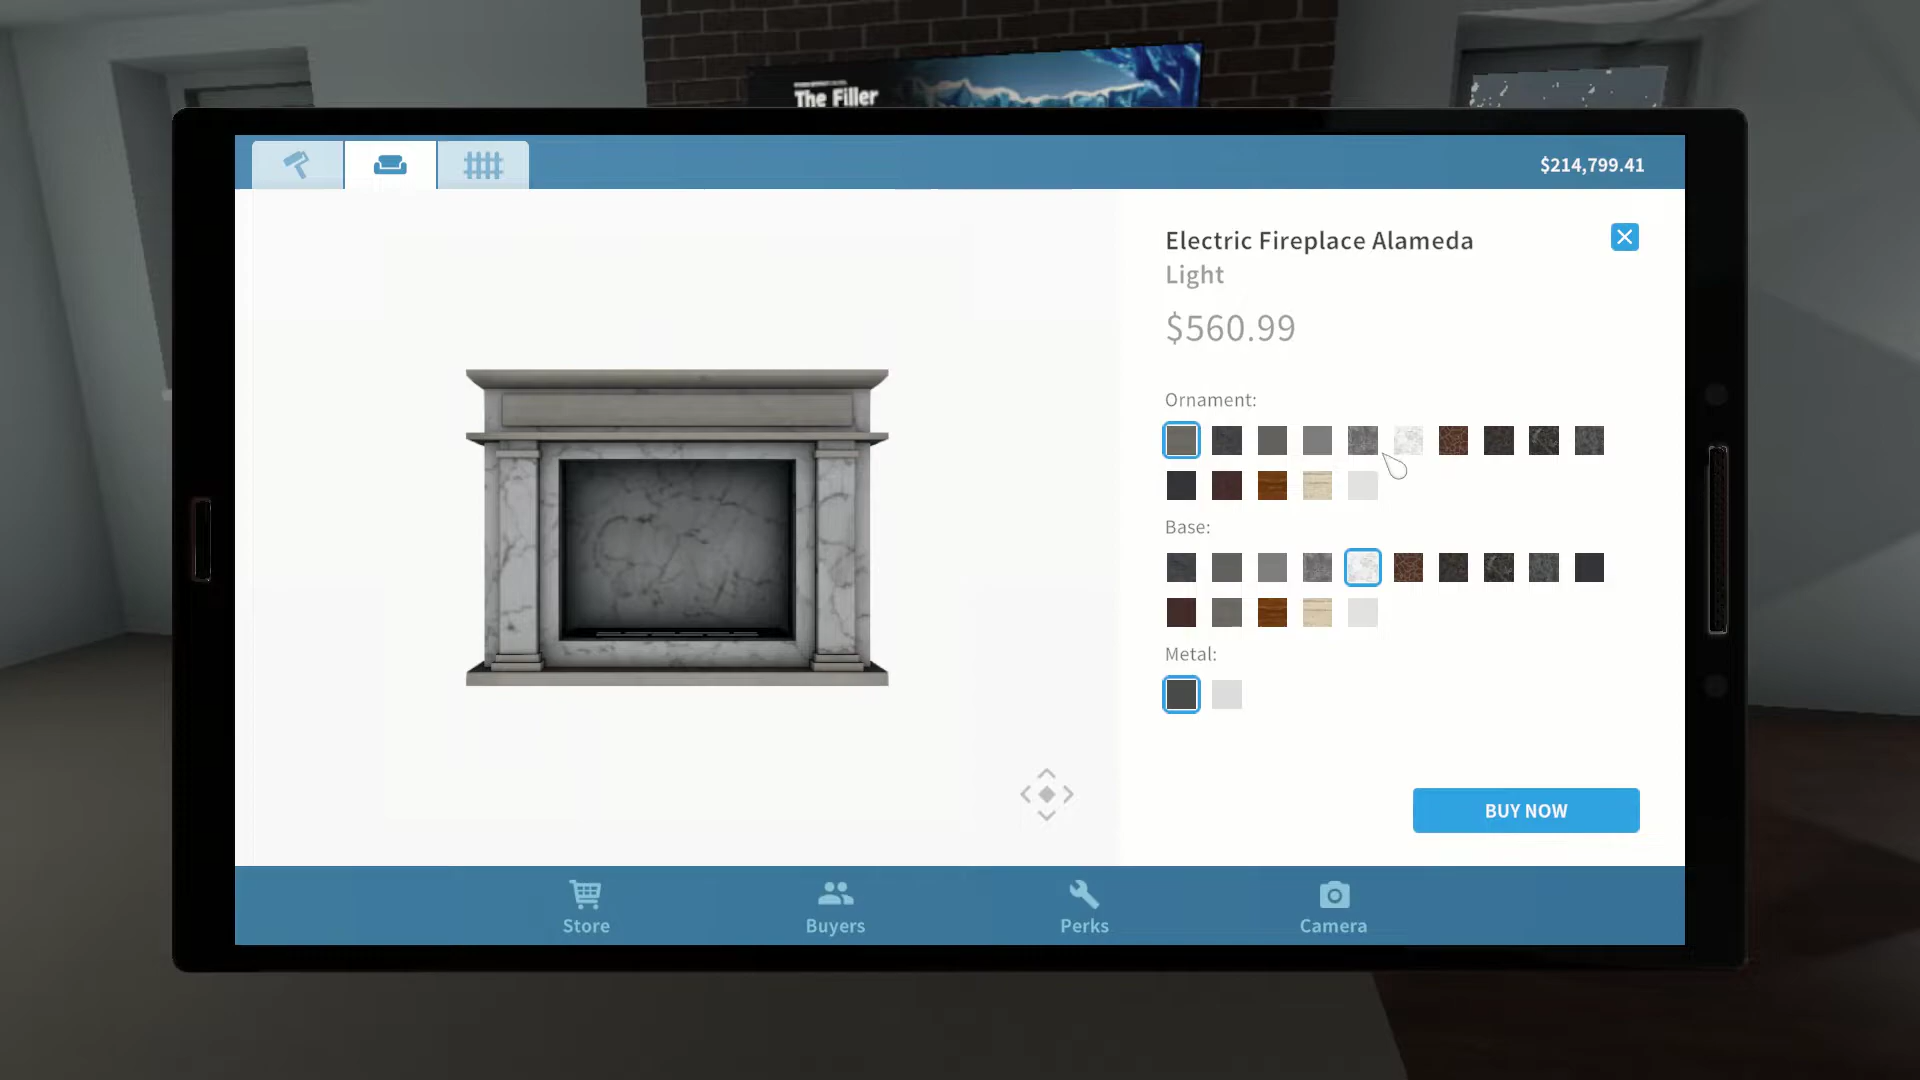 The Filler
$214,799.41
Electric Fireplace Alameda
Light
$560.99
Ornament:
Base:
Metal:
BUY NOW
Store
Buyers
Perks
Camera